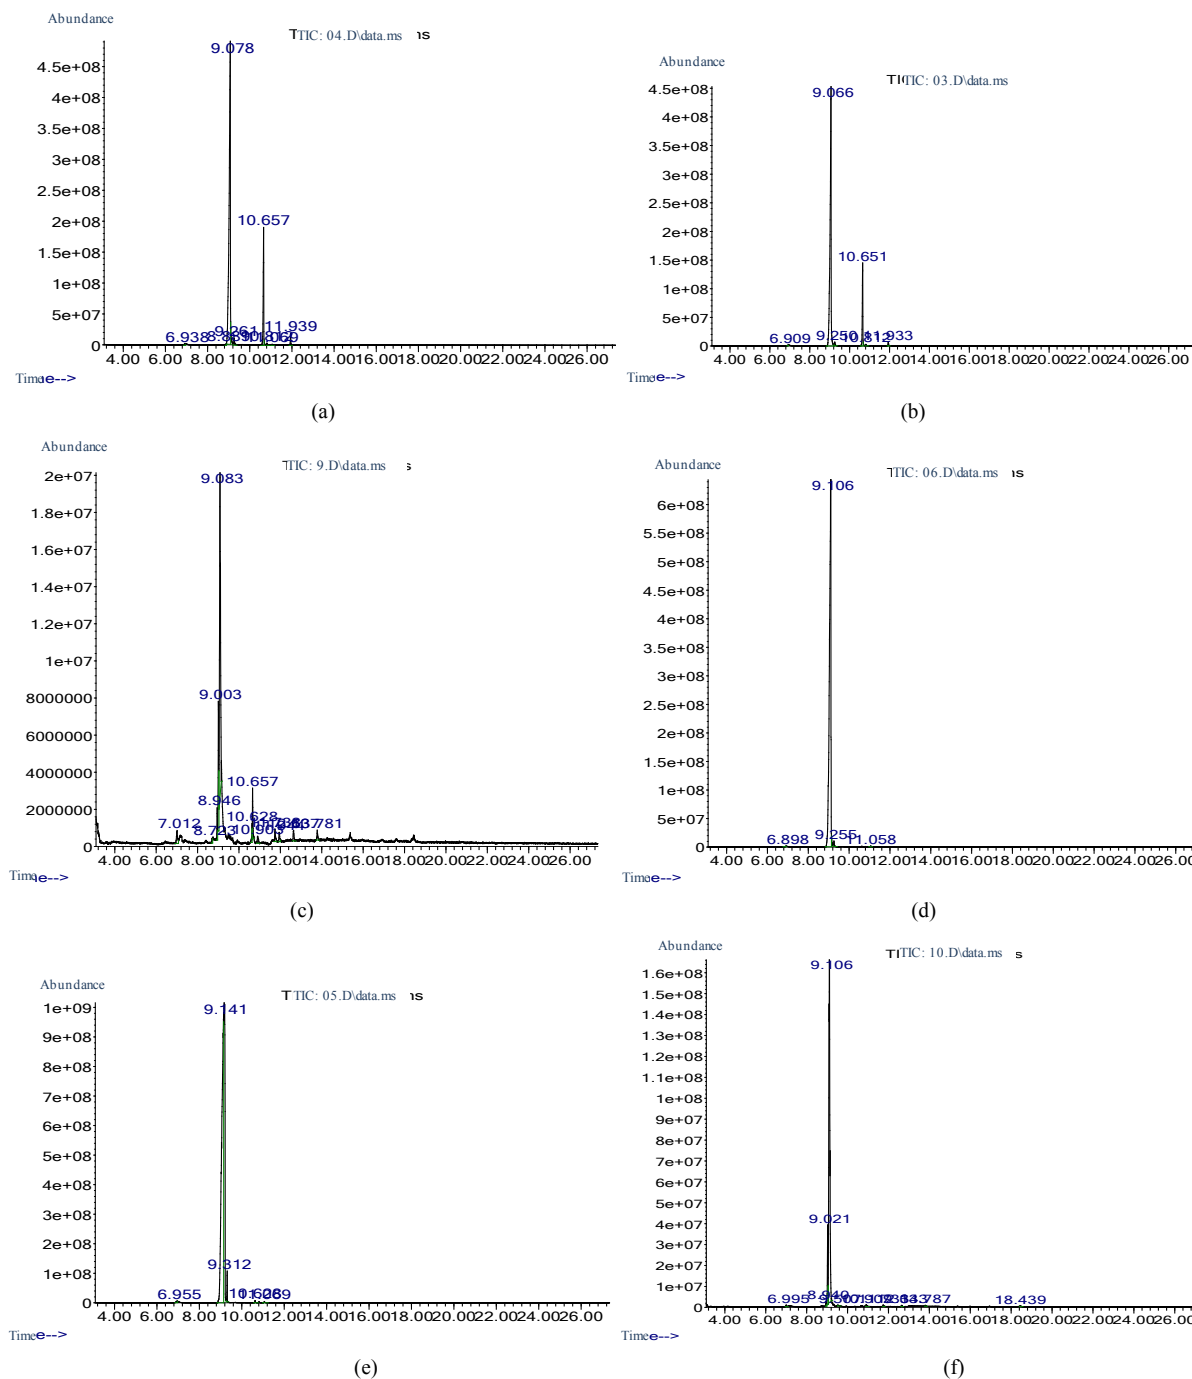 Abundance
TIC: 04.D\data.ms
9.078
4.5e+08
4e+08
3.5e+08
3e+08
2.5e+08
2e+08
1.5e+08
1e+08
5e+07
0
10.657
11.939
9.261
6.938
4.00 6.00 8.00 10.00 12.00 14.00 16.00 18.00 20.00 22.00 24.00 26.00
Time-->
(a)
Abundance
TIC: 03.D\data.ms
9.066
4.5e+08
4e+08
3.5e+08
3e+08
2.5e+08
2e+08
1.5e+08
1e+08
5e+07
0
10.651
6.909
9.250
11.933
10.812
4.00 6.00 8.00 10.00 12.00 14.00 16.00 18.00 20.00 22.00 24.00 26.00
Time-->
(b)
Abundance
TIC: 9.D\data.ms
9.083
2e+07
1.8e+07
1.6e+07
1.4e+07
1.2e+07
1e+07
8000000
6000000
4000000
2000000
0
9.003
10.657
8.946
10.628
7.012
8.723
10.903
4.00 6.00 8.00 10.00 12.00 14.00 16.00 18.00 20.00 22.00 24.00 26.00
Time-->
(c)
Abundance
TIC: 06.D\data.ms
9.106
6e+08
5.5e+08
5e+08
4.5e+08
4e+08
3.5e+08
3e+08
2.5e+08
2e+08
1.5e+08
1e+08
5e+07
0
6.898
9.255
11.058
4.00 6.00 8.00 10.00 12.00 14.00 16.00 18.00 20.00 22.00 24.00 26.00
Time-->
(d)
Abundance
TIC: 05.D\data.ms
9.141
1e+09
9e+08
8e+08
7e+08
6e+08
5e+08
4e+08
3e+08
2e+08
1e+08
0
9.312
6.955
10.628
4.00 6.00 8.00 10.00 12.00 14.00 16.00 18.00 20.00 22.00 24.00 26.00
Time-->
(e)
Abundance
TIC: 10.D\data.ms
9.106
1.6e+08
1.5e+08
1.4e+08
1.3e+08
1.2e+08
1.1e+08
1e+08
9e+07
8e+07
7e+07
6e+07
5e+07
4e+07
3e+07
2e+07
1e+07
0
9.021
8.940
6.995
18.439
4.00 6.00 8.00 10.00 12.00 14.00 16.00 18.00 20.00 22.00 24.00 26.00
Time-->
(f)